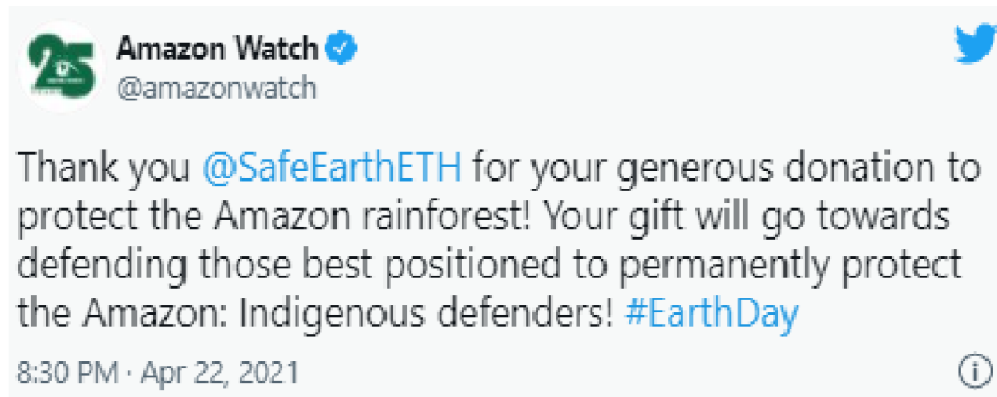 25
Amazon Watch
@amazonwatch
Thank you @SafeEarthETH for your generous donation to
protect the Amazon rainforest! Your gift will go towards
defending those best positioned to permanently protect
the Amazon: Indigenous defenders! #EarthDay
8:30 PM · Apr 22, 2021